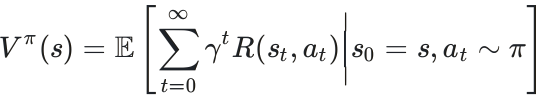 V^π(s) = 𝔼[∑_{t=0}^{∞} γ^t R(s_t, a_t) | s_0 = s, a_t ∼ π]